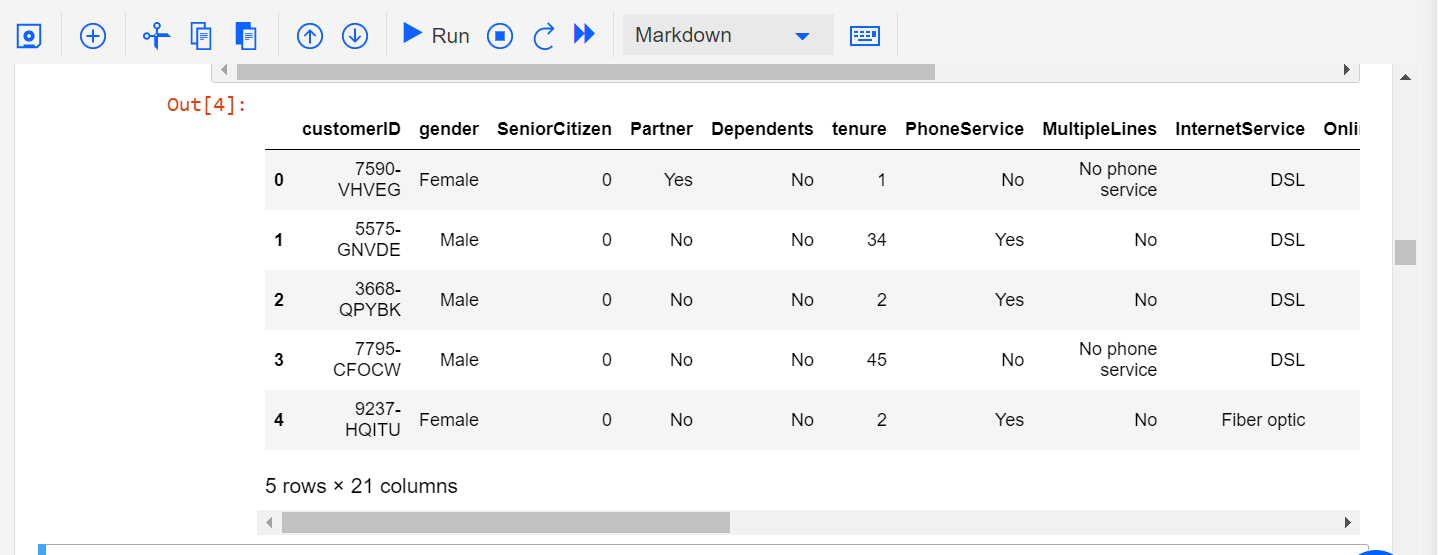 Run Markdown
Out[4]:
customerID gender SeniorCitizen Partner Dependents tenure PhoneService MultipleLines InternetService Onli
0 7590-VHVEG Female 0 Yes No 1 No No phone service DSL
1 5575-GNVDE Male 0 No No 34 Yes No DSL
2 3668-QPYBK Male 0 No No 2 Yes No DSL
3 7795-CFOCW Male 0 No No 45 No No phone service DSL
4 9237-HQITU Female 0 No No 2 Yes No Fiber optic
5 rows × 21 columns